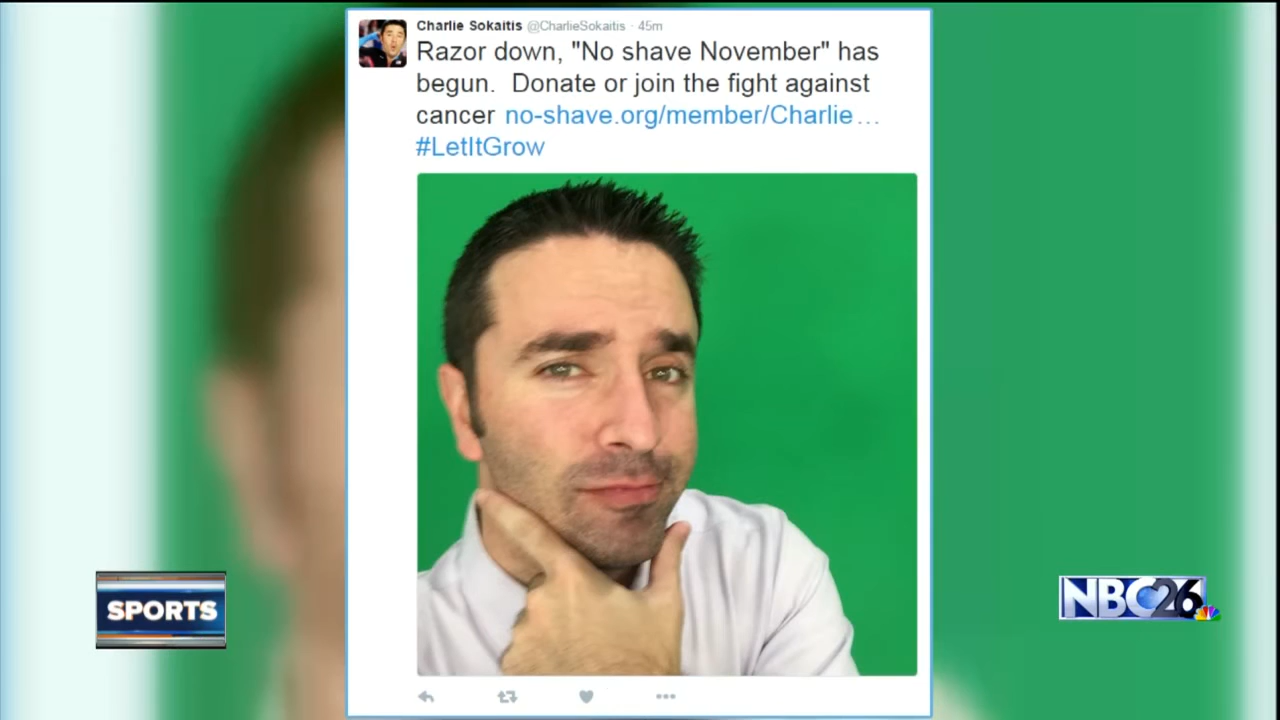 Charlie Sokaitis @CharlieSokaitis · 45m
Razor down, "No shave November" has
begun. Donate or join the fight against
cancer no-shave.org/member/Charlie…
#LetItGrow
SPORTS
NBC26